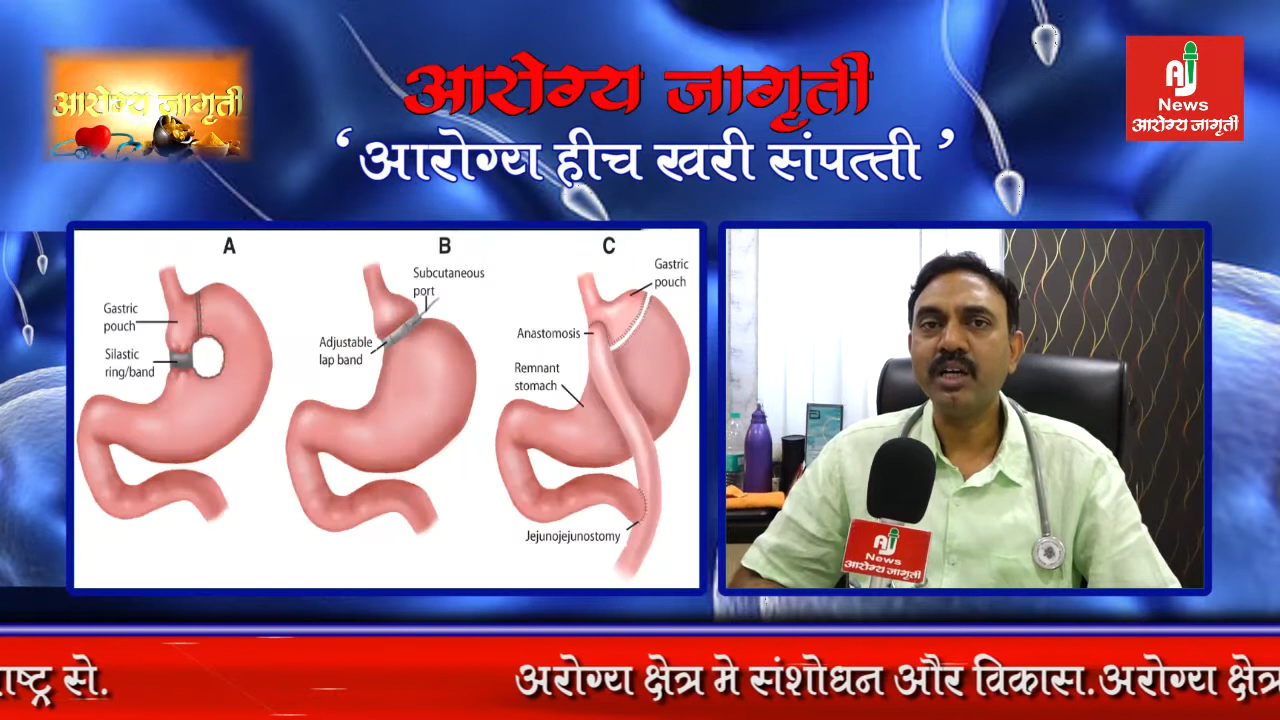 आरोग्य जागृती
आरोग्य जागृती
‘आरोग्य हीच खरी संपत्ती ’
AJ
News
आरोग्य जागृती
A
B
C
Gastric
pouch
Silastic
ring/band
Subcutaneous
port
Adjustable
lap band
Gastric
pouch
Anastomosis
Remnant
stomach
Jejunojejunostomy
AJ
News
आरोग्य जागृती
ाष्ट्र से.
अरोग्य क्षेत्र मे संशोधन और विकास.अरोग्य क्षेत्र